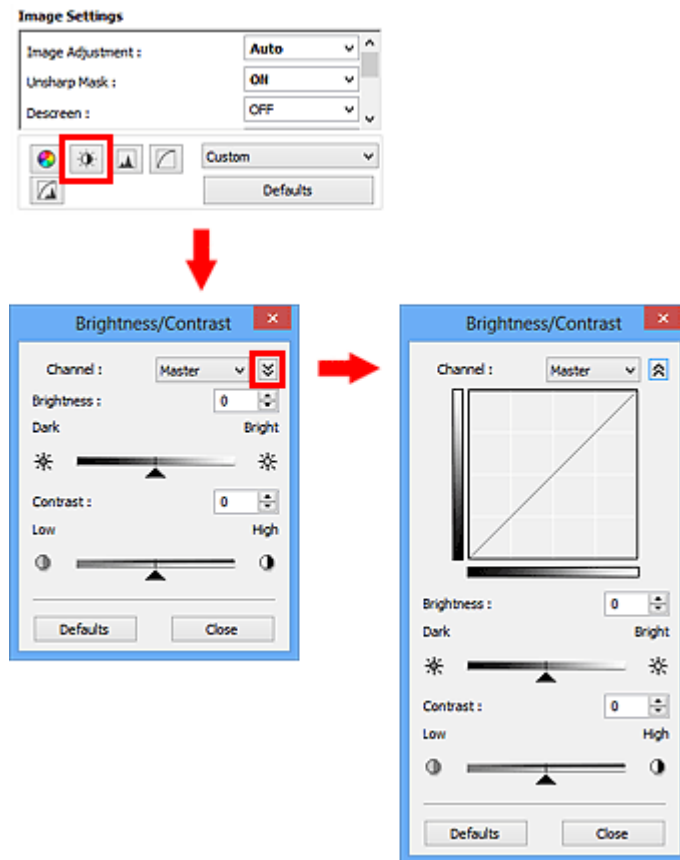 Image Settings
Image Adjustment : Auto
Unsharp Mask : ON
Descreen : OFF
Custom
Defaults
Brightness/Contrast
Channel : Master
Brightness : 0
Dark Bright
Contrast : 0
Low High
Defaults Close
Brightness/Contrast
Channel : Master
Brightness : 0
Dark Bright
Contrast : 0
Low High
Defaults Close